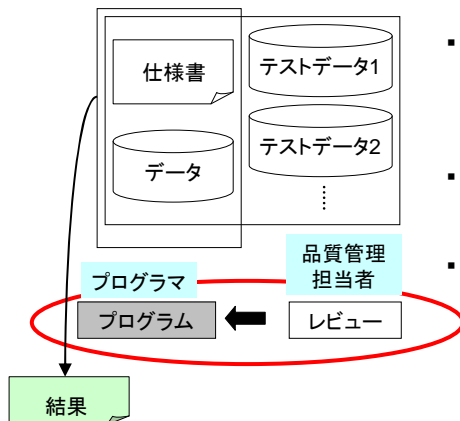 仕様書
テストデータ1
データ
テストデータ2
プログラマ
品質管理
担当者
プログラム
レビュー
結果